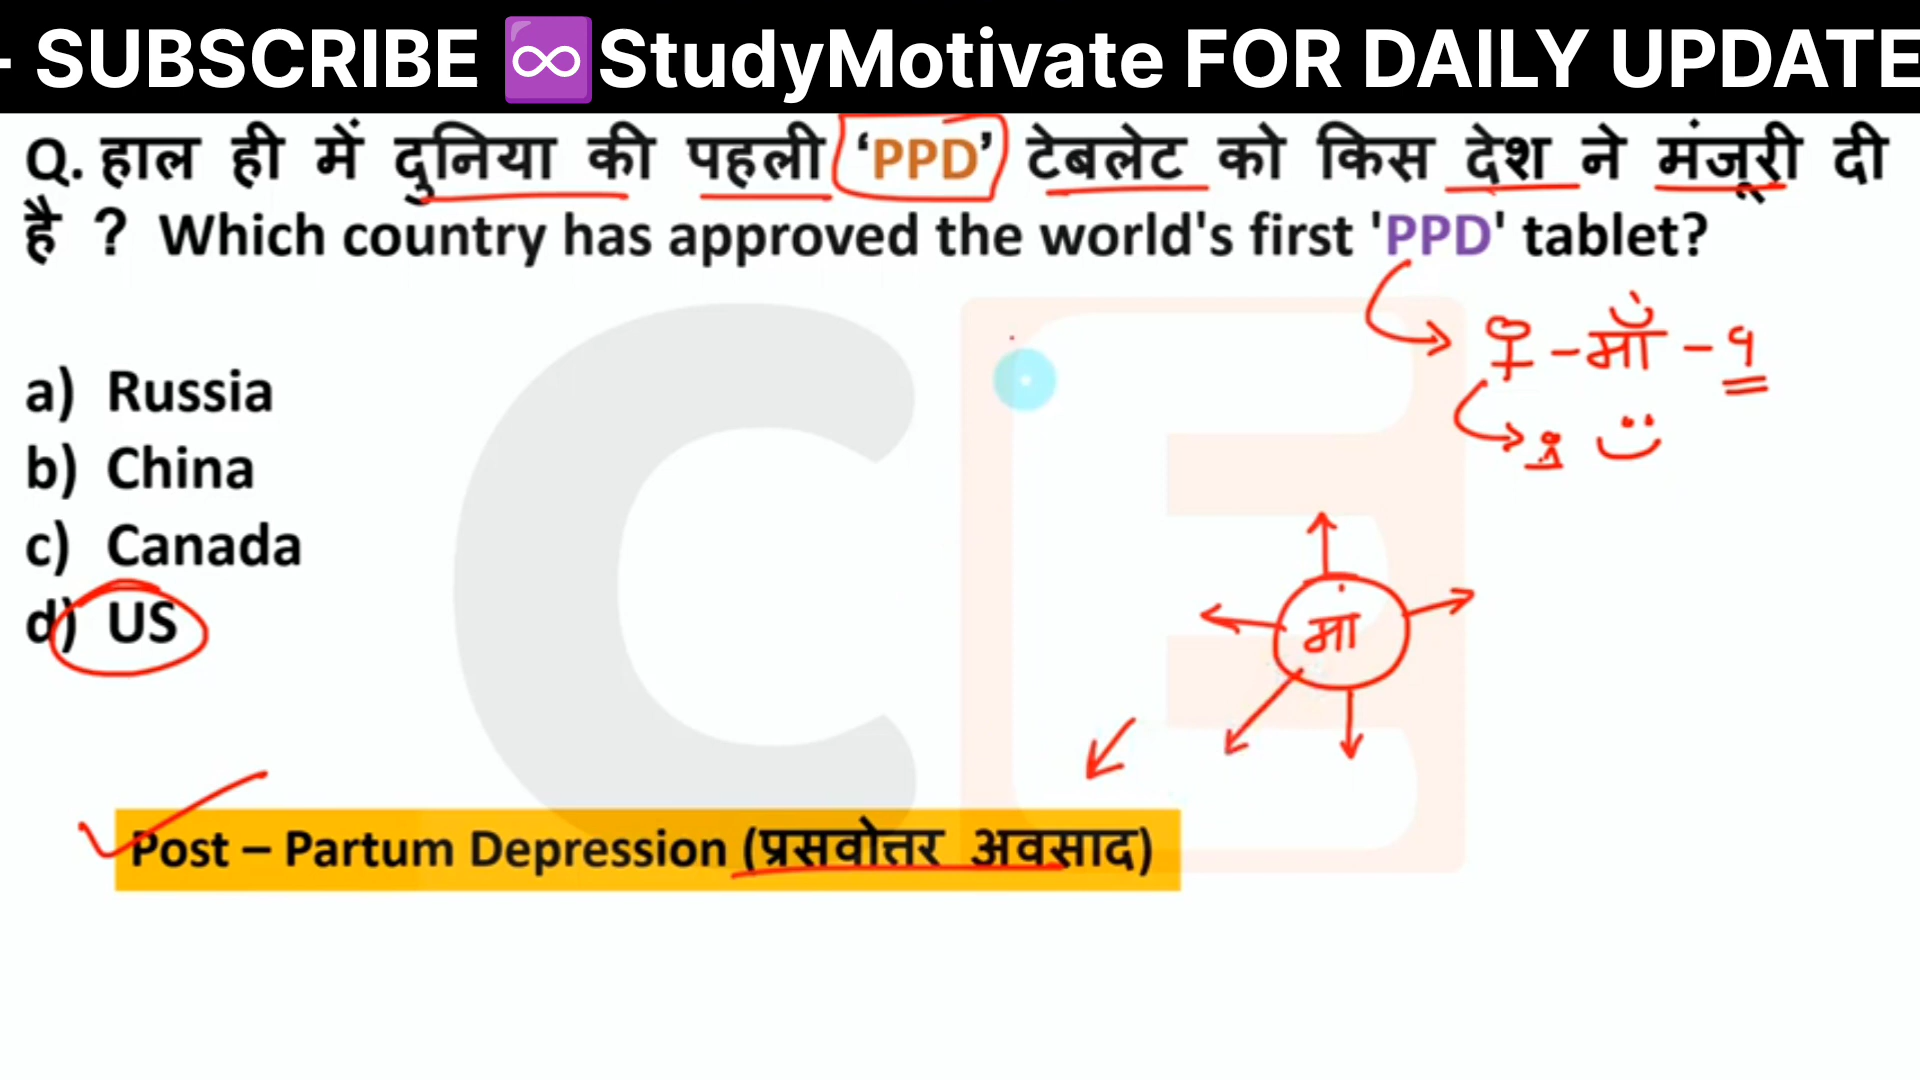 - SUBSCRIBE ♾️StudyMotivate FOR DAILY UPDATE
Q. हाल ही में दुनिया की पहली ‘PPD’ टेबलेट को किस देश ने मंजूरी दी
है ? Which country has approved the world's first 'PPD' tablet?
माँ
a) Russia
b) China
c) Canada
d) US
मां
Post – Partum Depression (प्रसवोत्तर अवसाद)